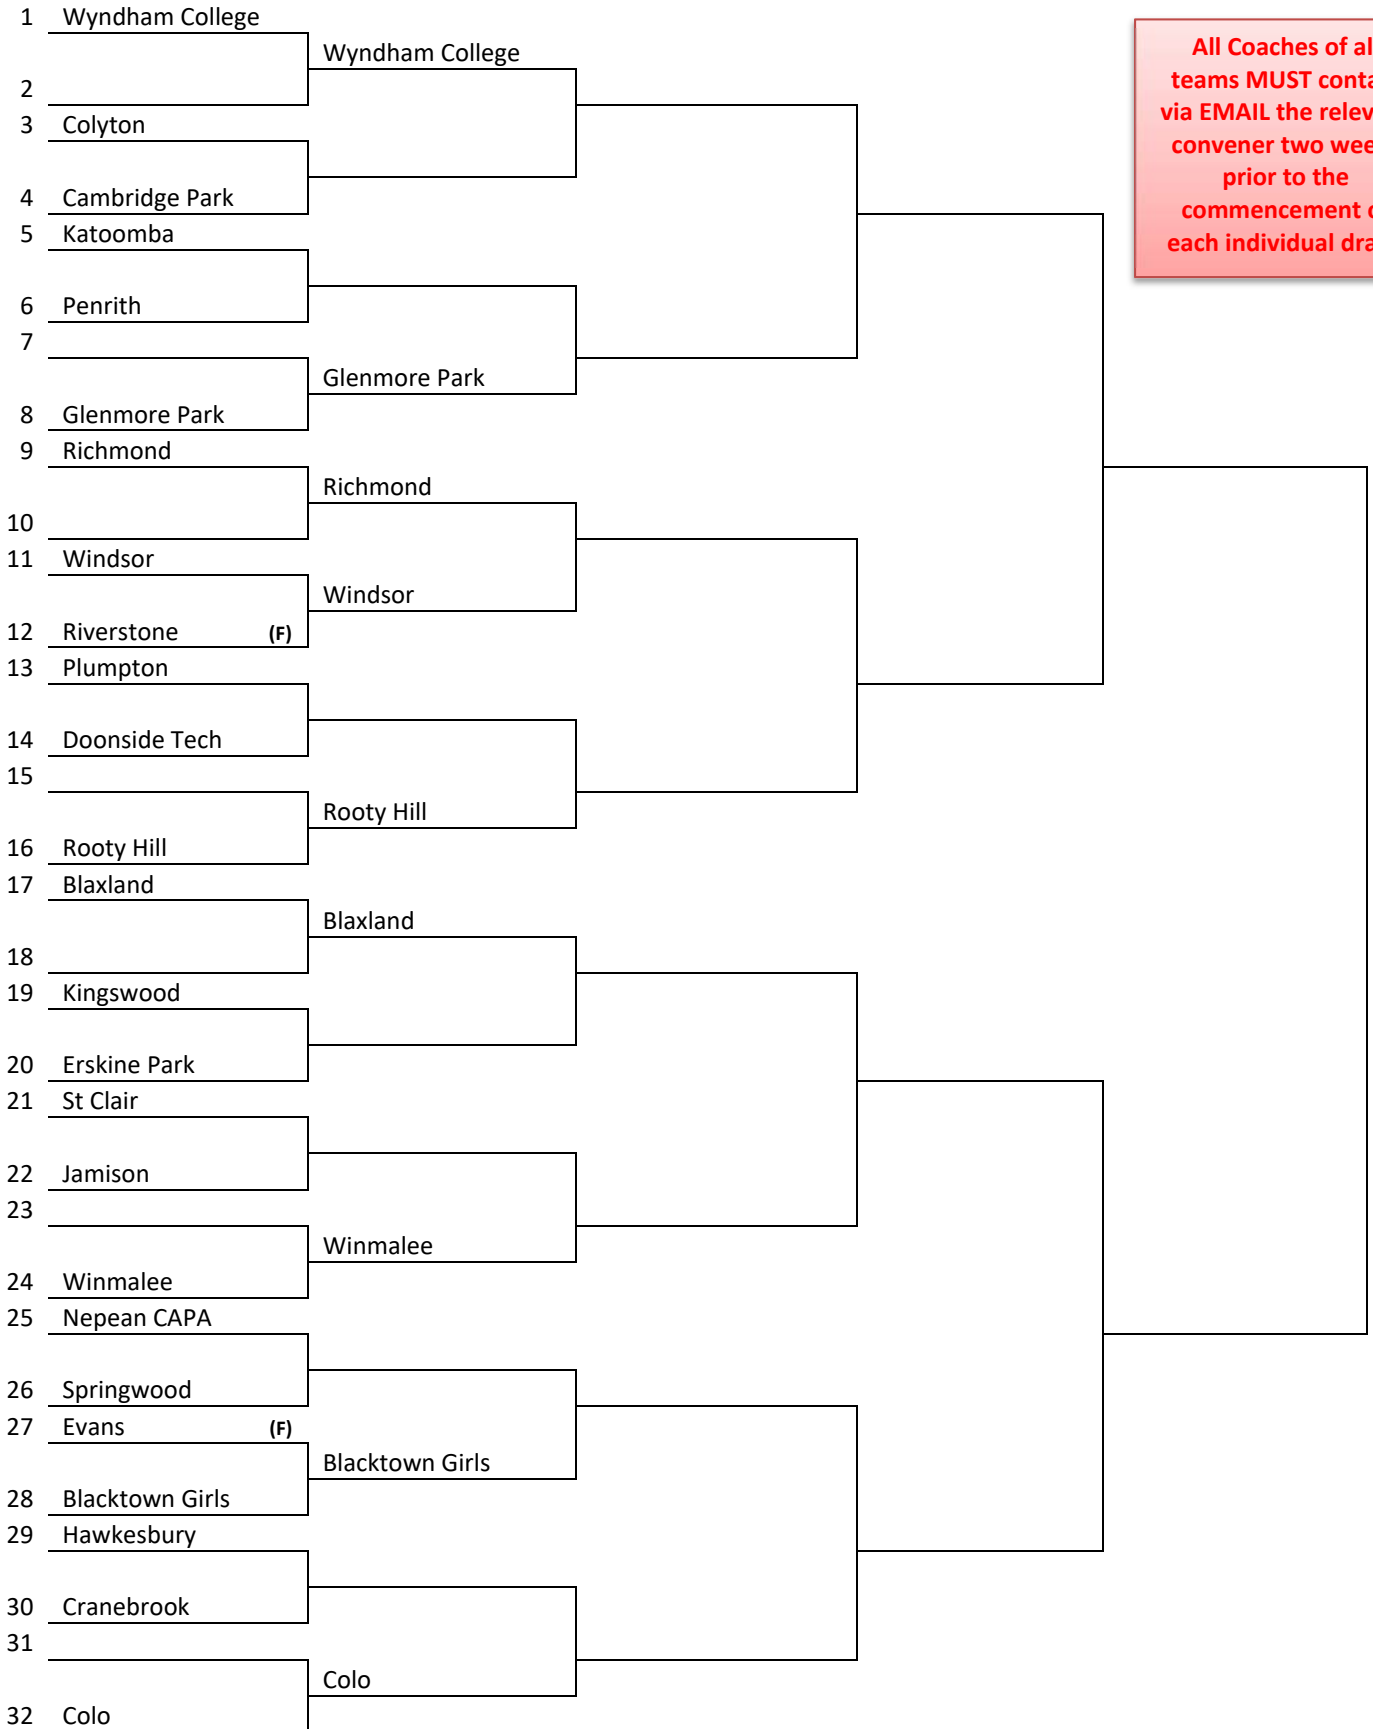 1 Wyndham College
Wyndham College
2
3 Colyton
4 Cambridge Park
5 Katoomba
6 Penrith
7
Glenmore Park
8 Glenmore Park
9 Richmond
Richmond
10
11 Windsor
Windsor
12 Riverstone (F)
13 Plumpton
14 Doonside Tech
15
Rooty Hill
16 Rooty Hill
17 Blaxland
Blaxland
18
19 Kingswood
20 Erskine Park
21 St Clair
22 Jamison
23
Winmalee
24 Winmalee
25 Nepean CAPA
26 Springwood
27 Evans (F)
Blacktown Girls
28 Blacktown Girls
29 Hawkesbury
30 Cranebrook
31
Colo
32 Colo
All Coaches of al
teams MUST conta
via EMAIL the relev
convener two wee
prior to the
commencement
each individual dra